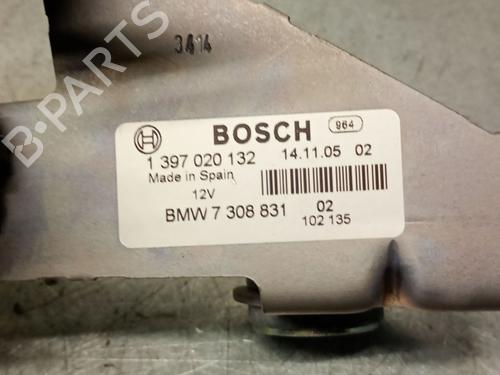 3414
BOSCH 964
1 397 020 132 14.11.05 02
Made in Spain
12V
BMW 7 308 831 02
102 135
B-PARTS